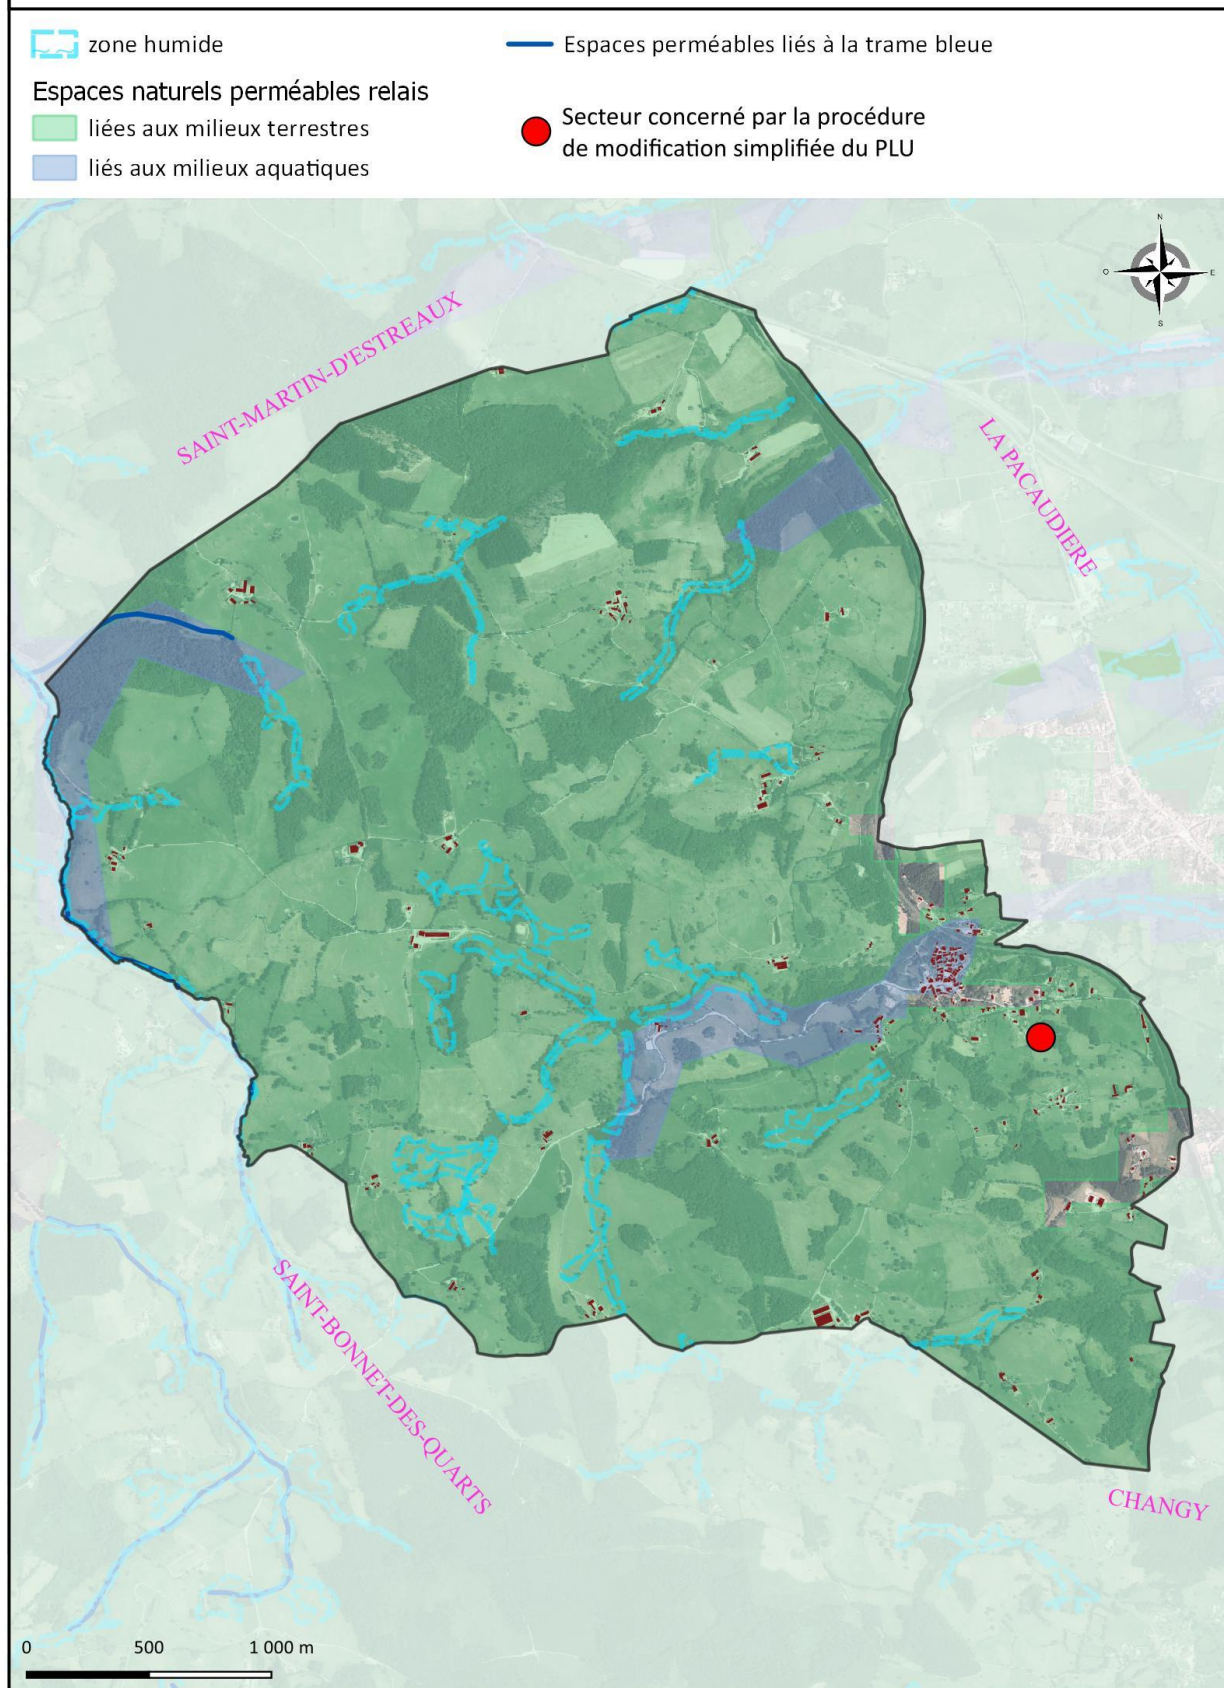 zone humide
Espaces perméables liés à la trame bleue
Espaces naturels perméables relais
liées aux milieux terrestres
liés aux milieux aquatiques
Secteur concerné par la procédure
de modification simplifiée du PLU
N
O
E
S
SAINT-MARTIN-D'ESTREAUX
LA PACAUDIERE
SAINT-BONNET-DES-QUARTS
CHANGY
0 500 1 000 m